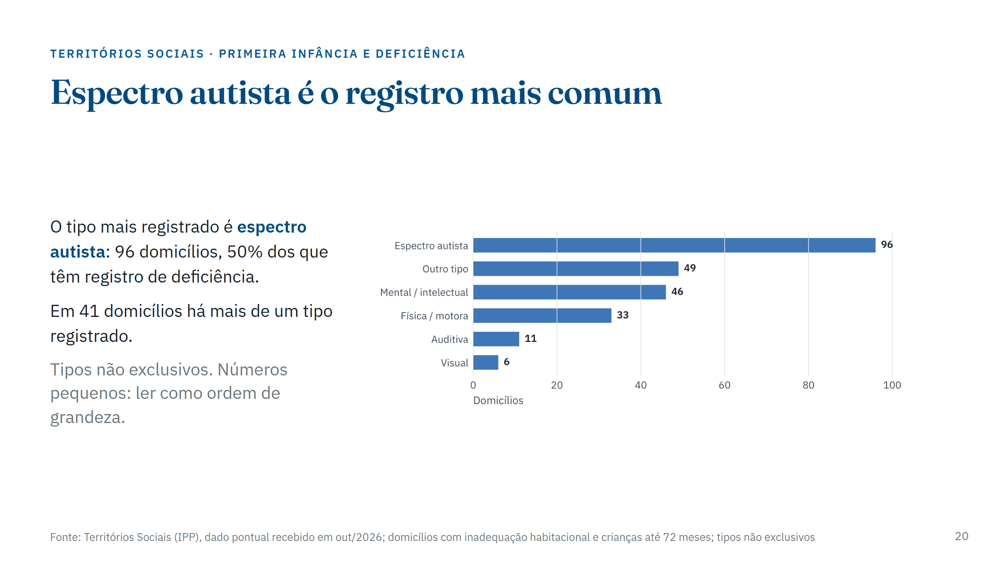 TERRITÓRIOS SOCIAIS · PRIMEIRA INFÂNCIA E DEFICIÊNCIA
Espectro autista é o registro mais comum
O tipo mais registrado é espectro
autista: 96 domicílios, 50% dos que
têm registro de deficiência.
Em 41 domicílios há mais de um tipo
registrado.
Tipos não exclusivos. Números
pequenos: ler como ordem de
grandeza.
Espectro autista 96
Outro tipo 49
Mental / intelectual 46
Física / motora 33
Auditiva 11
Visual 6
0 20 40 60 80 100
Domicílios
Fonte: Territórios Sociais (IPP), dado pontual recebido em out/2026; domicílios com inadequação habitacional e crianças até 72 meses; tipos não exclusivos
20